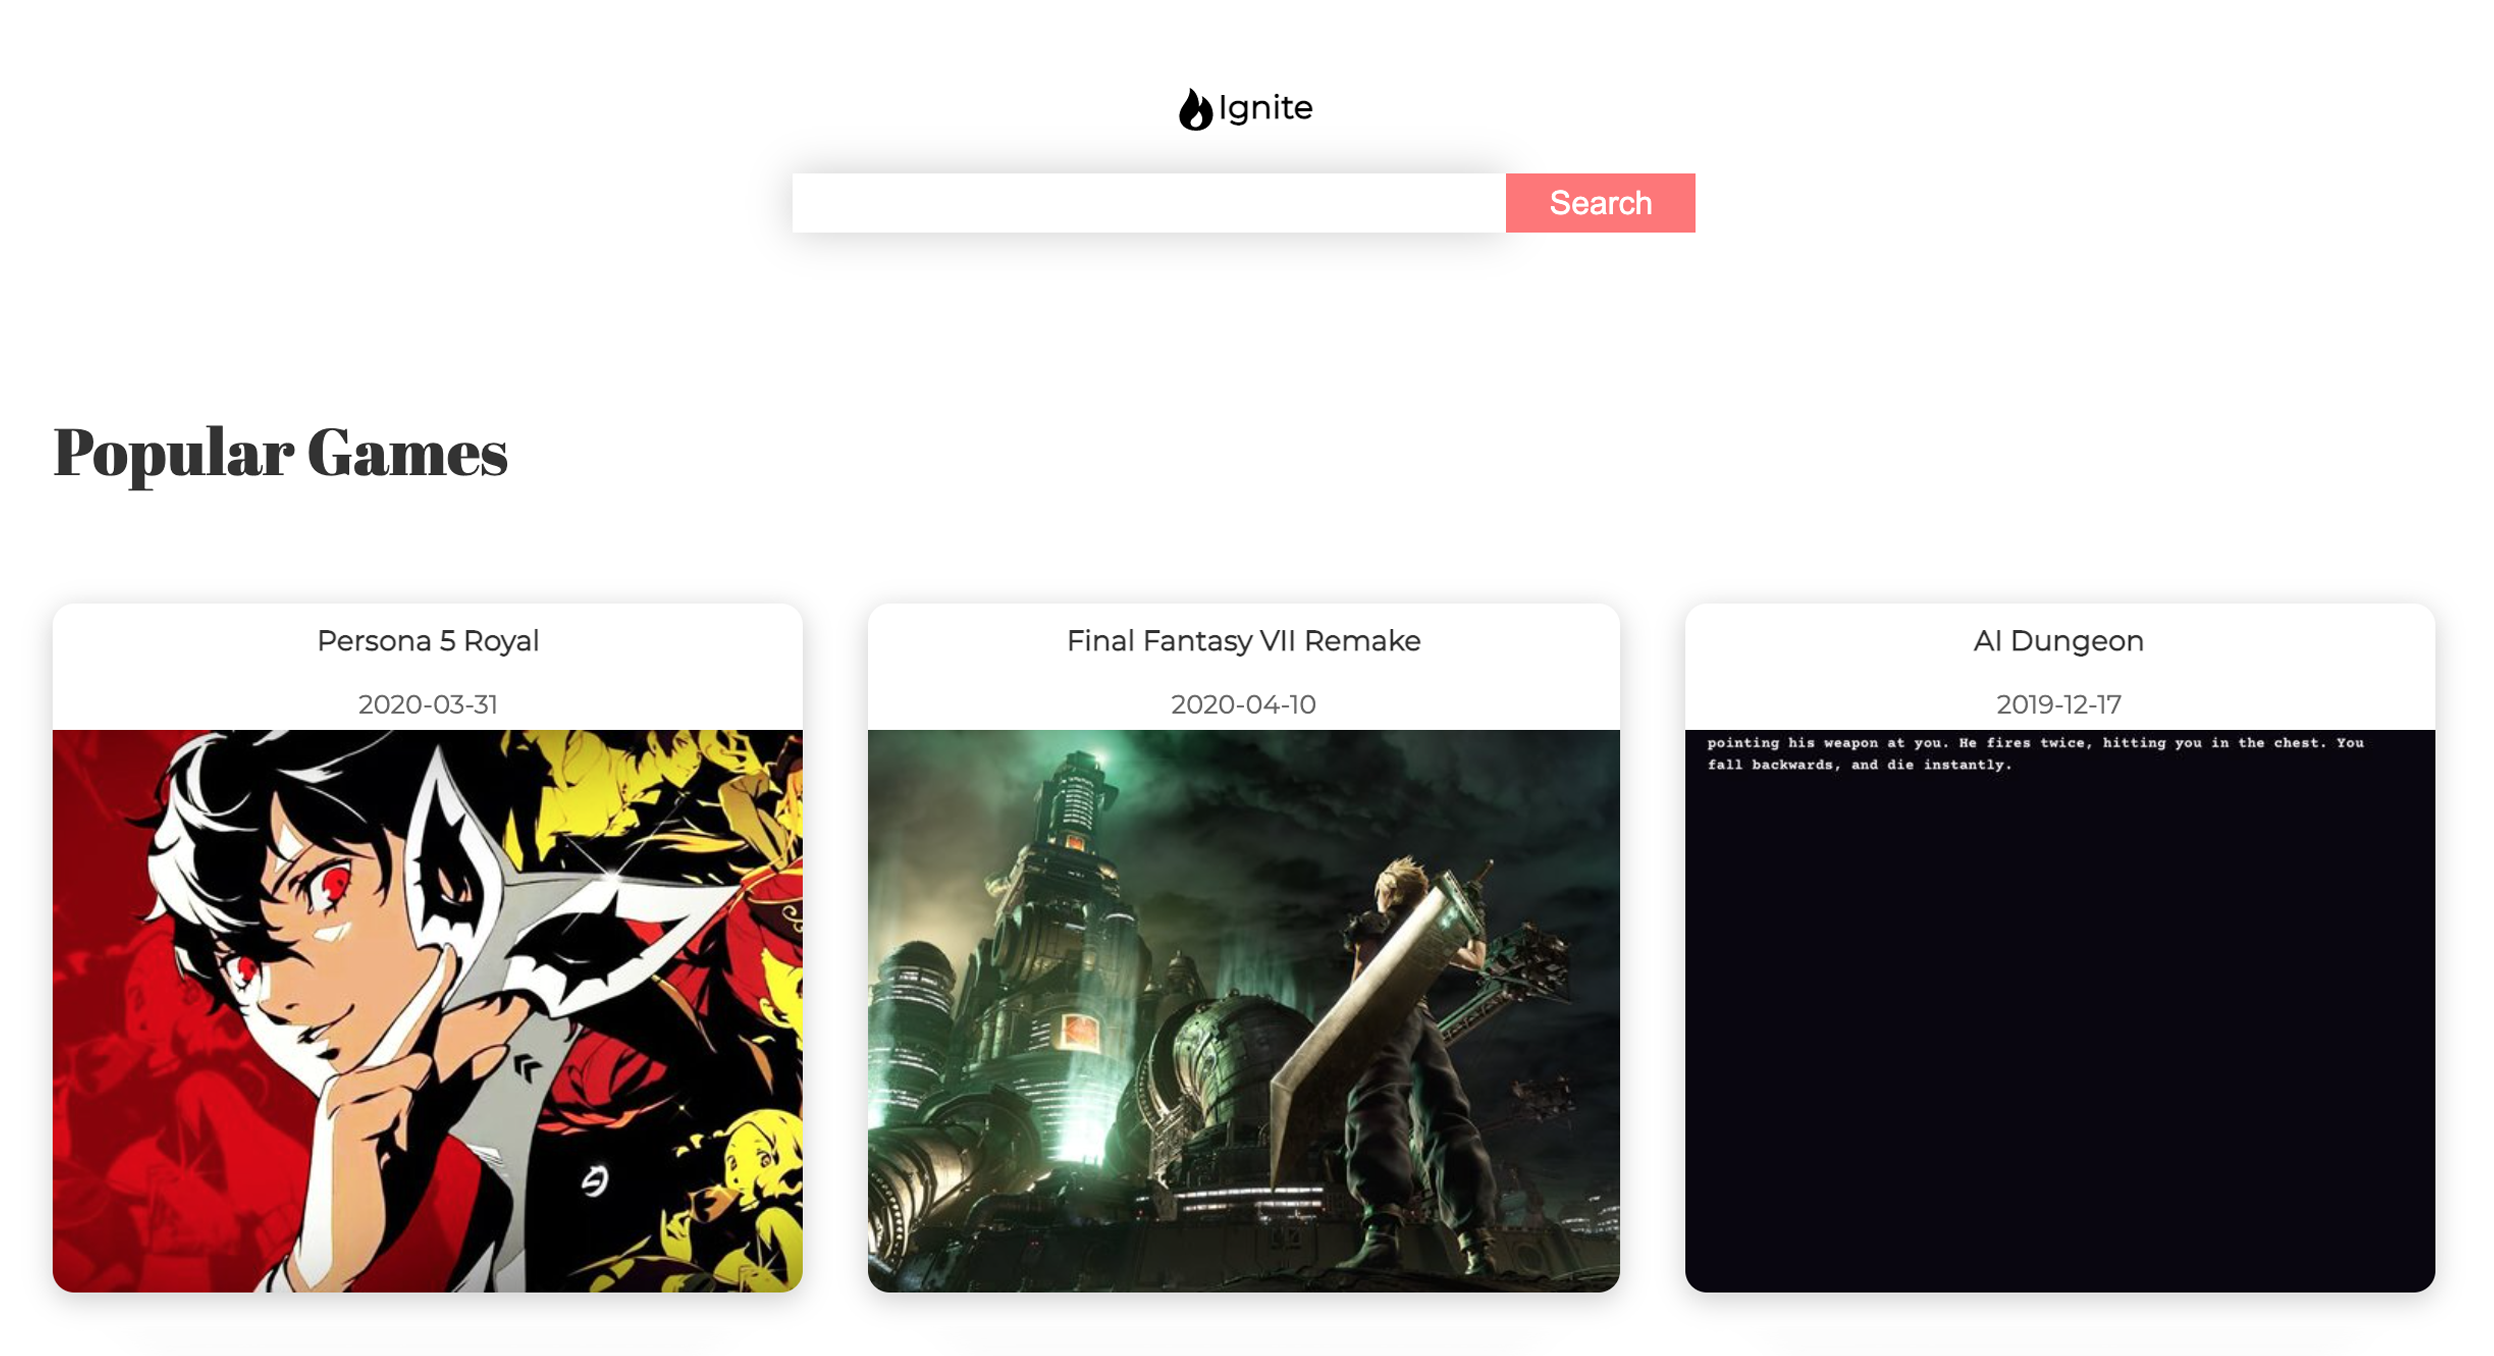 Ignite
Search
Popular Games
Persona 5 Royal
2020-03-31
Final Fantasy VII Remake
2020-04-10
AI Dungeon
2019-12-17
pointing his weapon at you. He fires twice, hitting you in the chest. You
fall backwards, and die instantly.